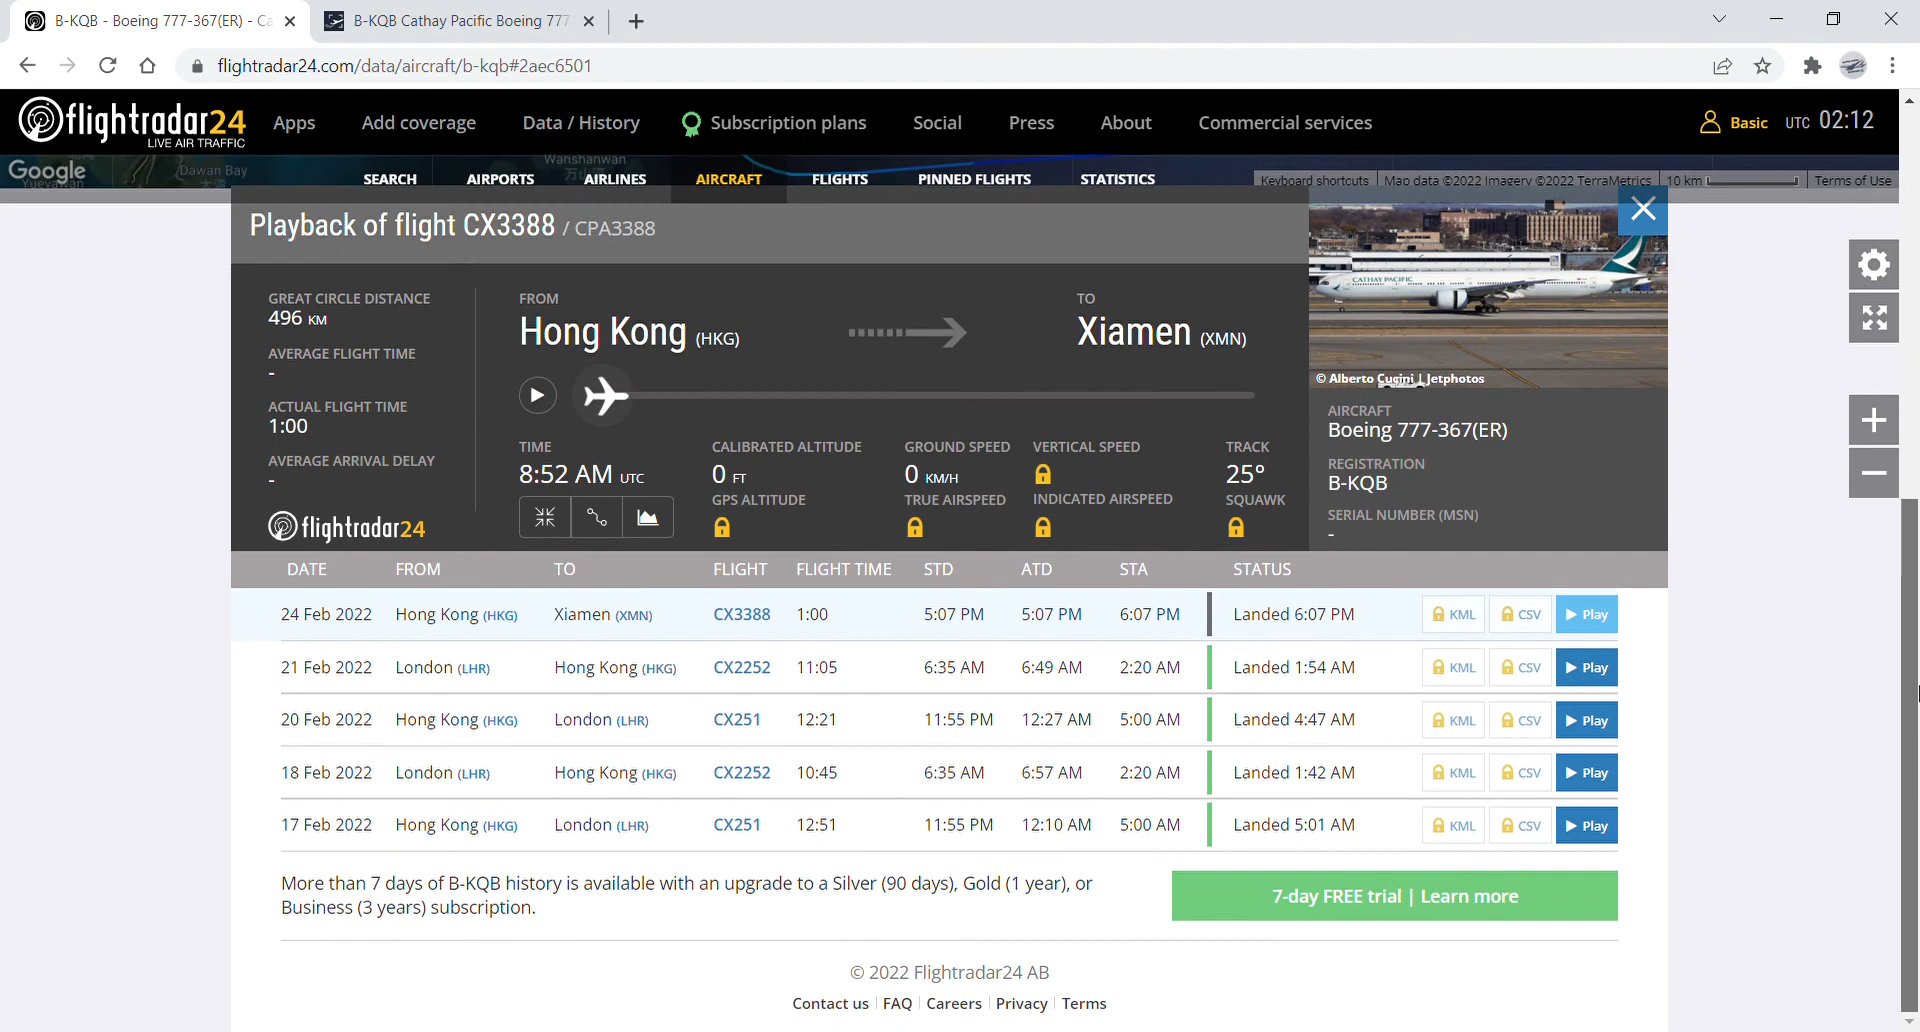 B-KQB - Boeing 777-367(ER) - Ca
B-KQB Cathay Pacific Boeing 777
flightradar24.com/data/aircraft/b-kqb#2aec6501
flightradar24
LIVE AIR TRAFFIC
Apps
Add coverage
Data / History
Subscription plans
Social
Press
About
Commercial services
Basic
UTC 02:12
Google
Dawan Bay
Wanshanwan
SEARCH
AIRPORTS
AIRLINES
AIRCRAFT
FLIGHTS
PINNED FLIGHTS
STATISTICS
Keyboard shortcuts
Map data ©2022 Imagery ©2022 TerraMetrics
10 km
Terms of Use
Playback of flight CX3388 / CPA3388
GREAT CIRCLE DISTANCE
496 KM
AVERAGE FLIGHT TIME
-
ACTUAL FLIGHT TIME
1:00
AVERAGE ARRIVAL DELAY
-
flightradar24
FROM
Hong Kong (HKG)
TO
Xiamen (XMN)
TIME
8:52 AM UTC
CALIBRATED ALTITUDE
0 FT
GPS ALTITUDE
GROUND SPEED
0 KM/H
TRUE AIRSPEED
VERTICAL SPEED
INDICATED AIRSPEED
TRACK
25°
SQUAWK
CATHAY PACIFIC
© Alberto Cugini | Jetphotos
AIRCRAFT
Boeing 777-367(ER)
REGISTRATION
B-KQB
SERIAL NUMBER (MSN)
-
DATE FROM TO FLIGHT FLIGHT TIME STD ATD STA STATUS
24 Feb 2022 Hong Kong (HKG) Xiamen (XMN) CX3388 1:00 5:07 PM 5:07 PM 6:07 PM Landed 6:07 PM KML CSV Play
21 Feb 2022 London (LHR) Hong Kong (HKG) CX2252 11:05 6:35 AM 6:49 AM 2:20 AM Landed 1:54 AM KML CSV Play
20 Feb 2022 Hong Kong (HKG) London (LHR) CX251 12:21 11:55 PM 12:27 AM 5:00 AM Landed 4:47 AM KML CSV Play
18 Feb 2022 London (LHR) Hong Kong (HKG) CX2252 10:45 6:35 AM 6:57 AM 2:20 AM Landed 1:42 AM KML CSV Play
17 Feb 2022 Hong Kong (HKG) London (LHR) CX251 12:51 11:55 PM 12:10 AM 5:00 AM Landed 5:01 AM KML CSV Play
More than 7 days of B-KQB history is available with an upgrade to a Silver (90 days), Gold (1 year), or
Business (3 years) subscription.
7-day FREE trial | Learn more
© 2022 Flightradar24 AB
Contact us | FAQ | Careers | Privacy | Terms